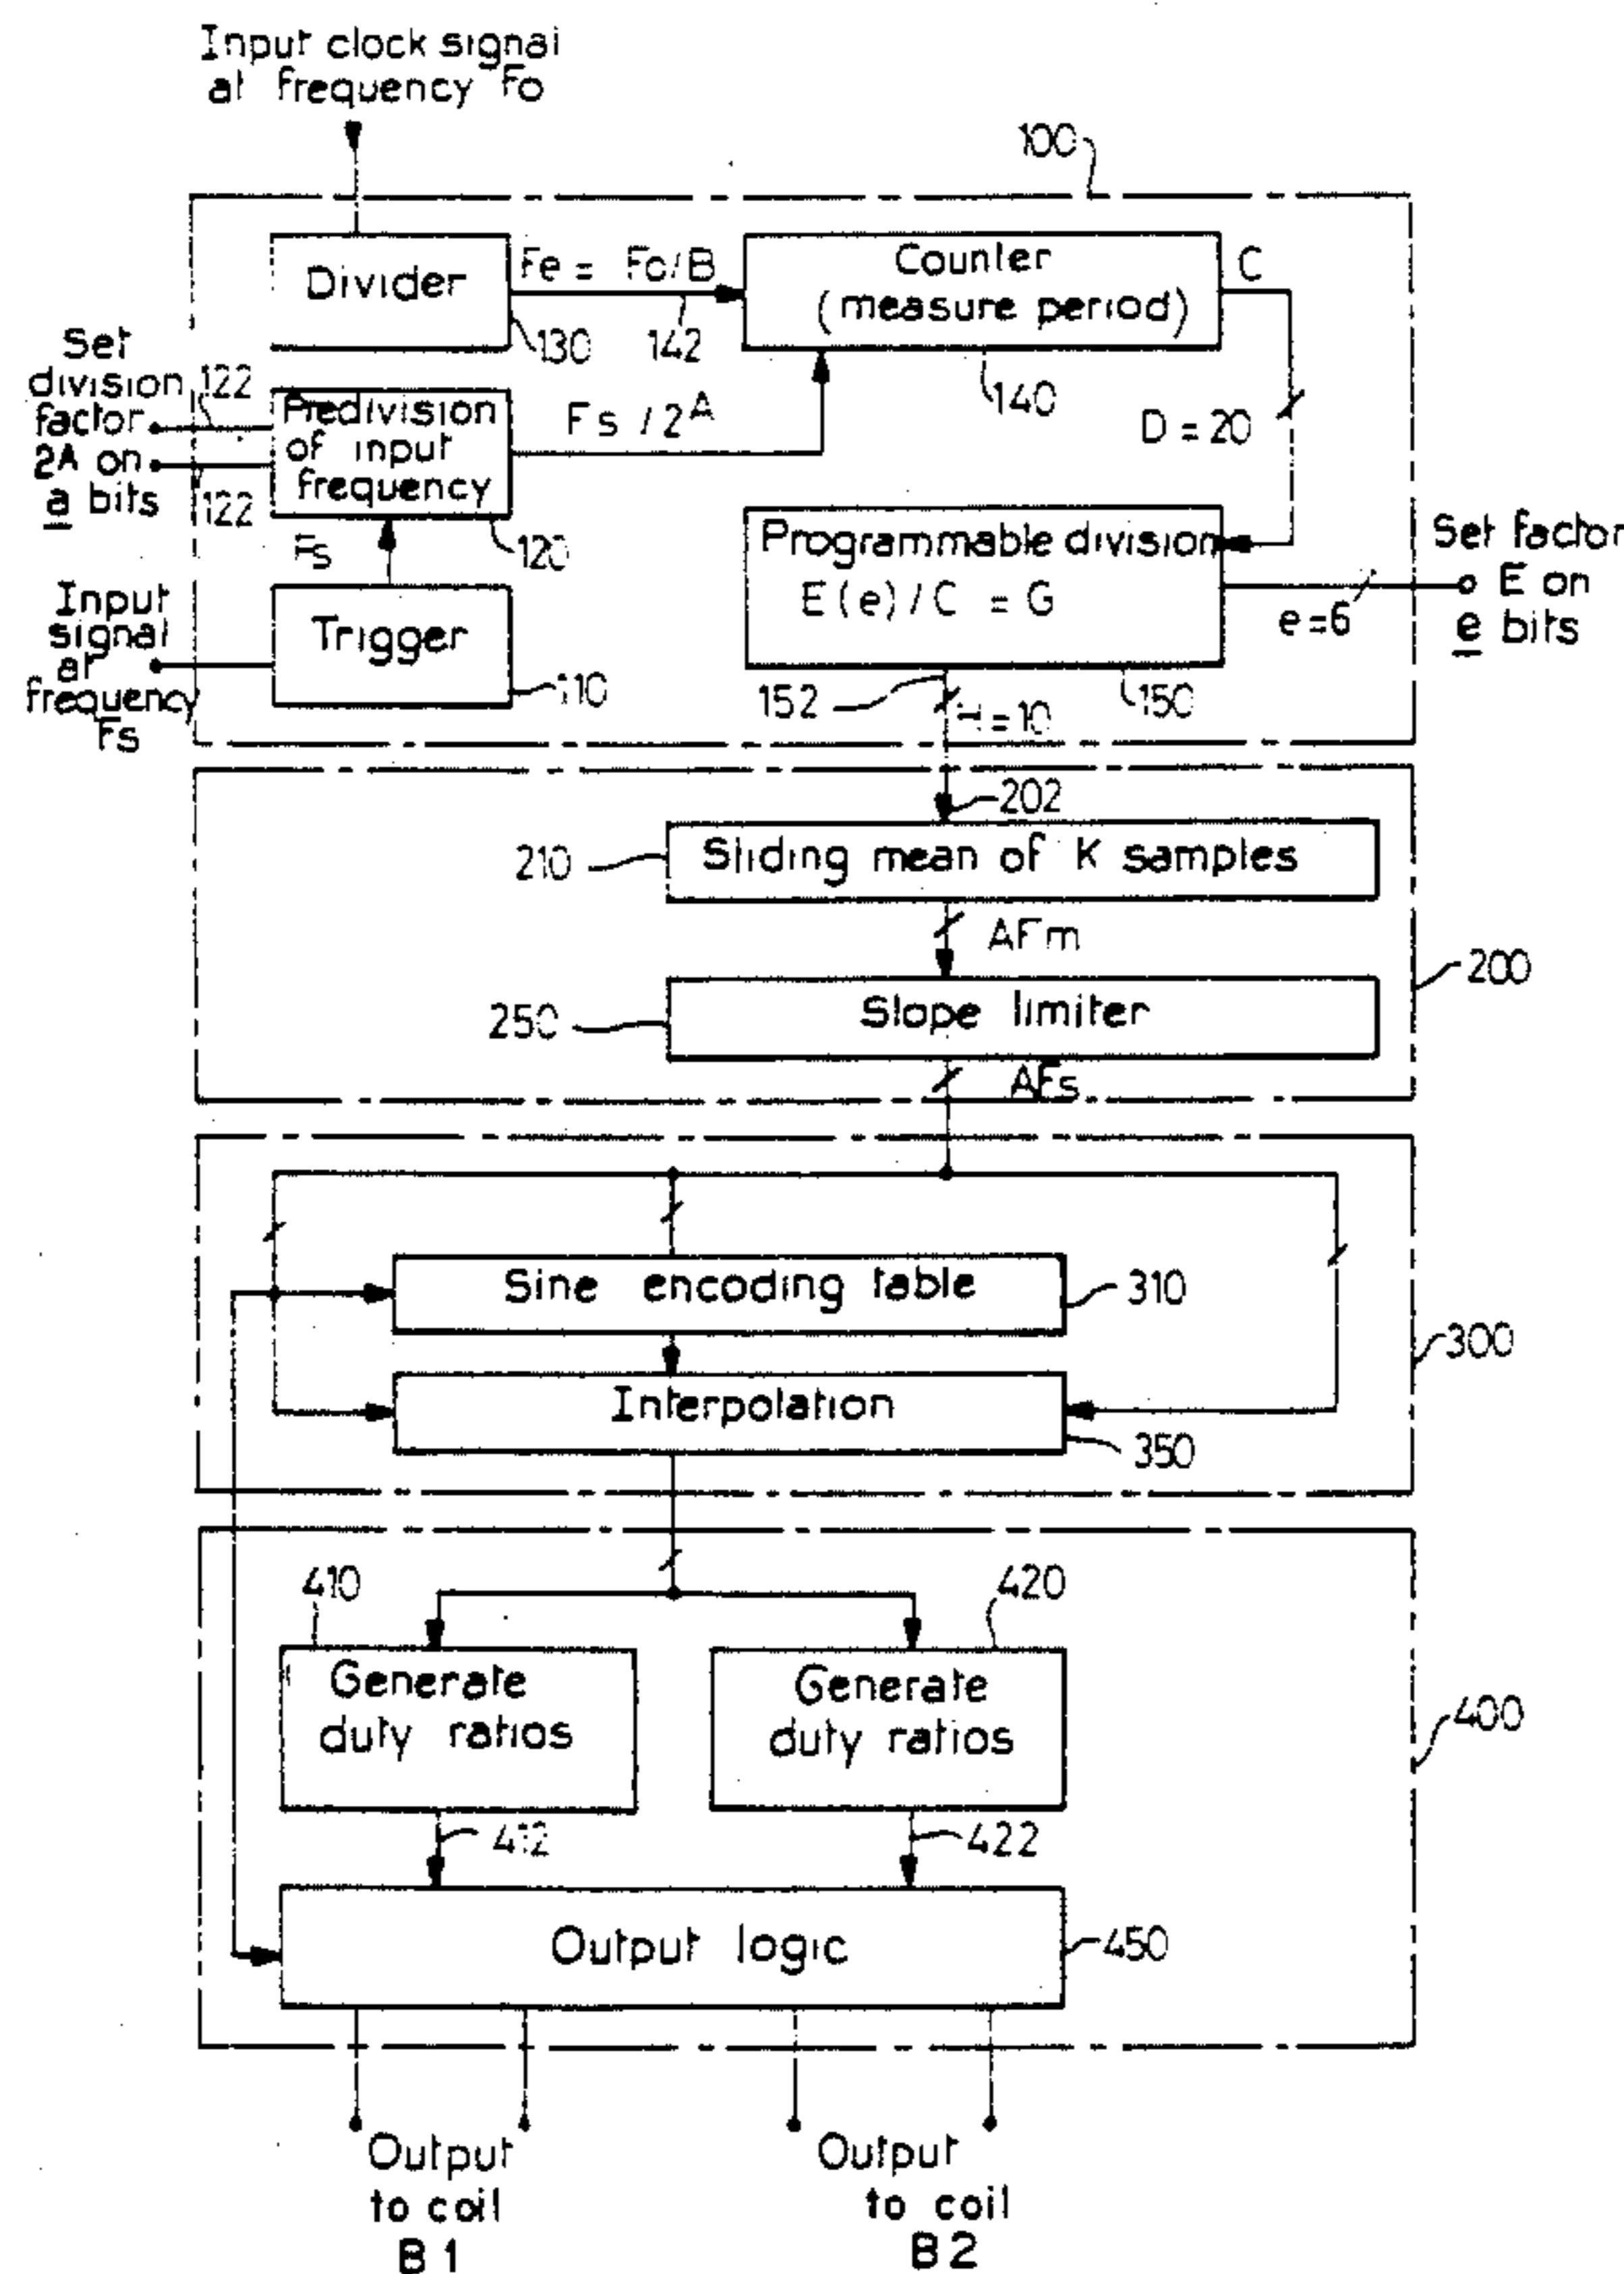 Input clock signal
at frequency Fo
100
Divider
Fe = Fo/B
Counter
(measure period)
C
130
142
140
D = 20
Set
division
factor
2A on
a bits
122
122
Predivision
of input
frequency
Fs / 2^A
120
Fs
Programmable division
E(e)/C = G
Set factor
E on
e bits
e=6
Input
signal
at
frequency
Fs
Trigger
110
152
150
H=10
202
210
Sliding mean of K samples
AFm
200
250
Slope limiter
AFs
Sine encoding table
310
300
Interpolation
350
410
420
Generate
duty ratios
Generate
duty ratios
400
412
422
Output logic
450
Output
to coil
B1
Output
to coil
B2